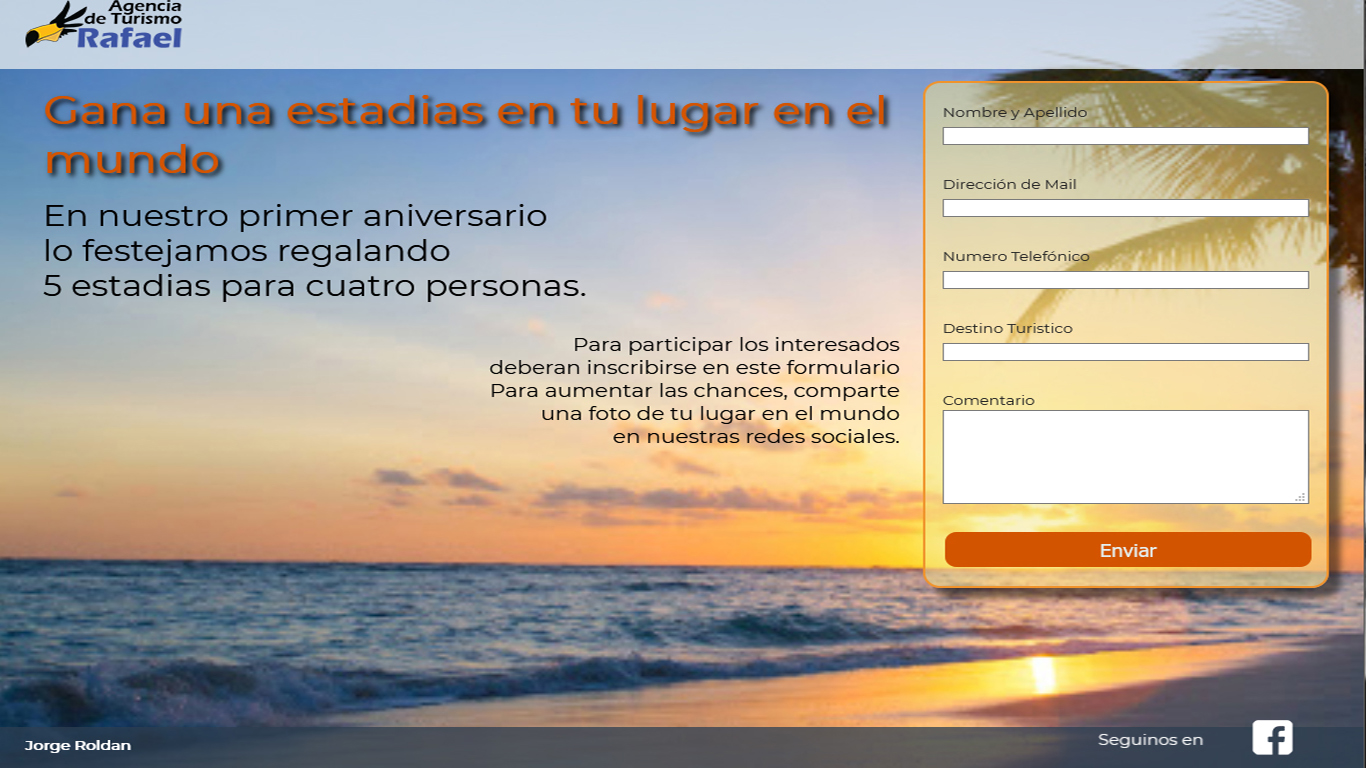 Agencia
de Turismo
Rafael
Gana una estadias en tu lugar en el
mundo
En nuestro primer aniversario
lo festejamos regalando
5 estadias para cuatro personas.
Para participar los interesados
deberan inscribirse en este formulario
Para aumentar las chances, comparte
una foto de tu lugar en el mundo
en nuestras redes sociales.
Nombre y Apellido
Dirección de Mail
Numero Telefónico
Destino Turistico
Comentario
Enviar
Jorge Roldan
Seguinos en